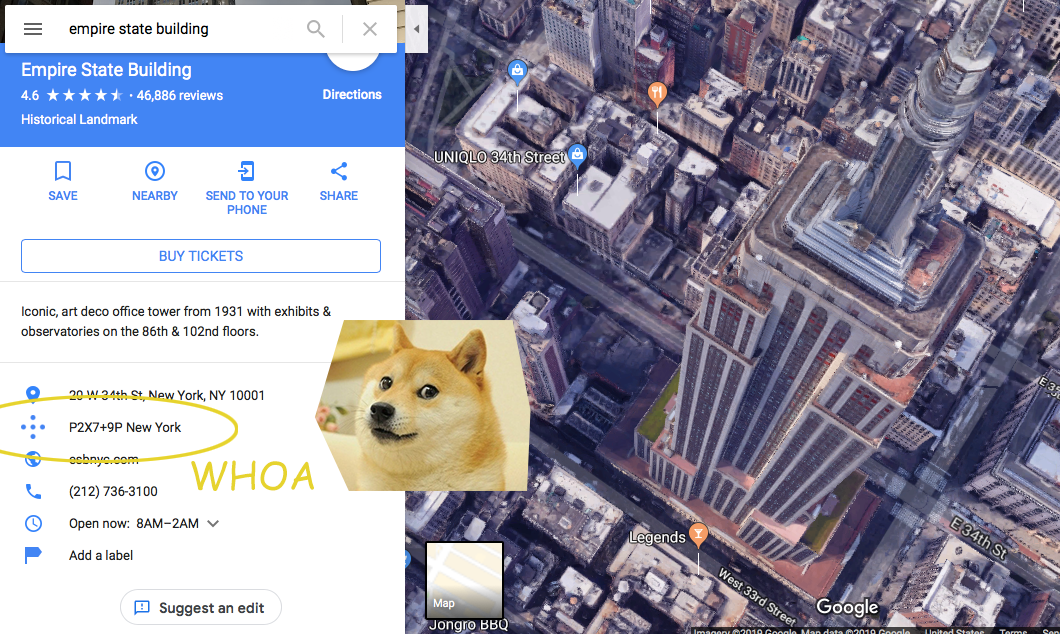 empire state building
Empire State Building
4.6 · 46,886 reviews
Directions
Historical Landmark
SAVE
NEARBY
SEND TO YOUR
PHONE
SHARE
BUY TICKETS
Iconic, art deco office tower from 1931 with exhibits &
observatories on the 86th & 102nd floors.
20 W 34th St, New York, NY 10001
P2X7+9P New York
esbnyc.com
WHOA
(212) 736-3100
Open now: 8AM–2AM
Add a label
Suggest an edit
UNIQLO 34th Street
Legends
E 34th St
West 33rd Street
Map
Google
Jongro BBQ
Imagery ©2019 Google, Map data ©2019 Google United States Terms